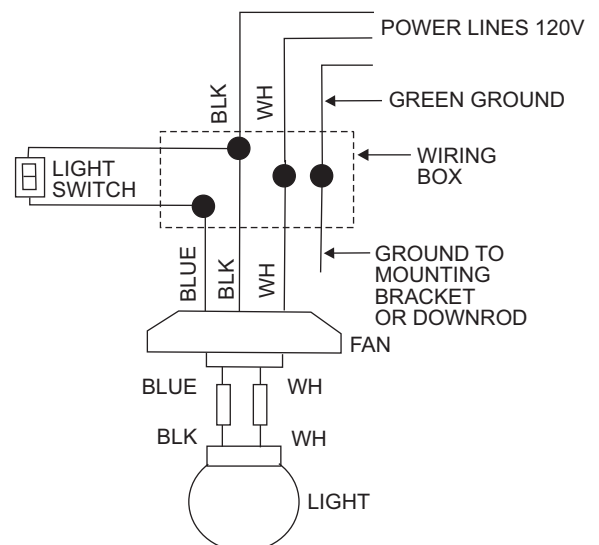 POWER LINES 120V
BLK
WH
GREEN GROUND
LIGHT
SWITCH
WIRING
BOX
BLUE
BLK
WH
GROUND TO
MOUNTING
BRACKET
OR DOWNROD
FAN
BLUE
WH
BLK
WH
LIGHT